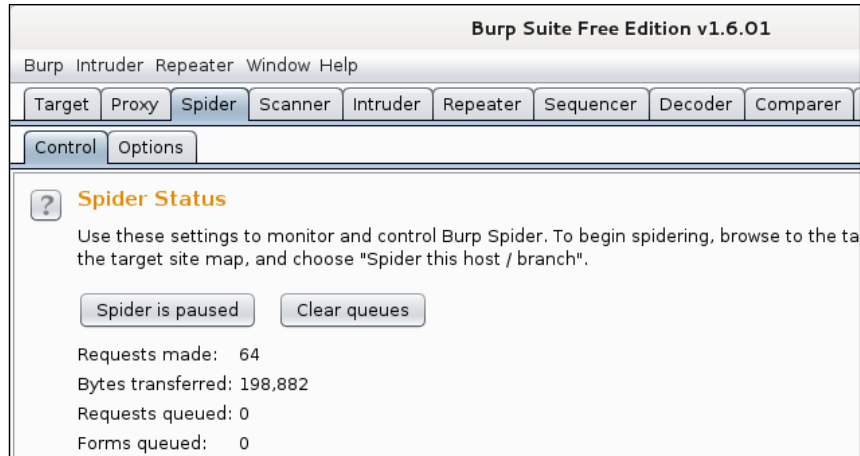 Burp Suite Free Edition v1.6.01
Burp Intruder Repeater Window Help
Target Proxy Spider Scanner Intruder Repeater Sequencer Decoder Comparer
Control Options
? Spider Status
Use these settings to monitor and control Burp Spider. To begin spidering, browse to the ta
the target site map, and choose "Spider this host / branch".
Spider is paused Clear queues
Requests made: 64
Bytes transferred: 198,882
Requests queued: 0
Forms queued: 0